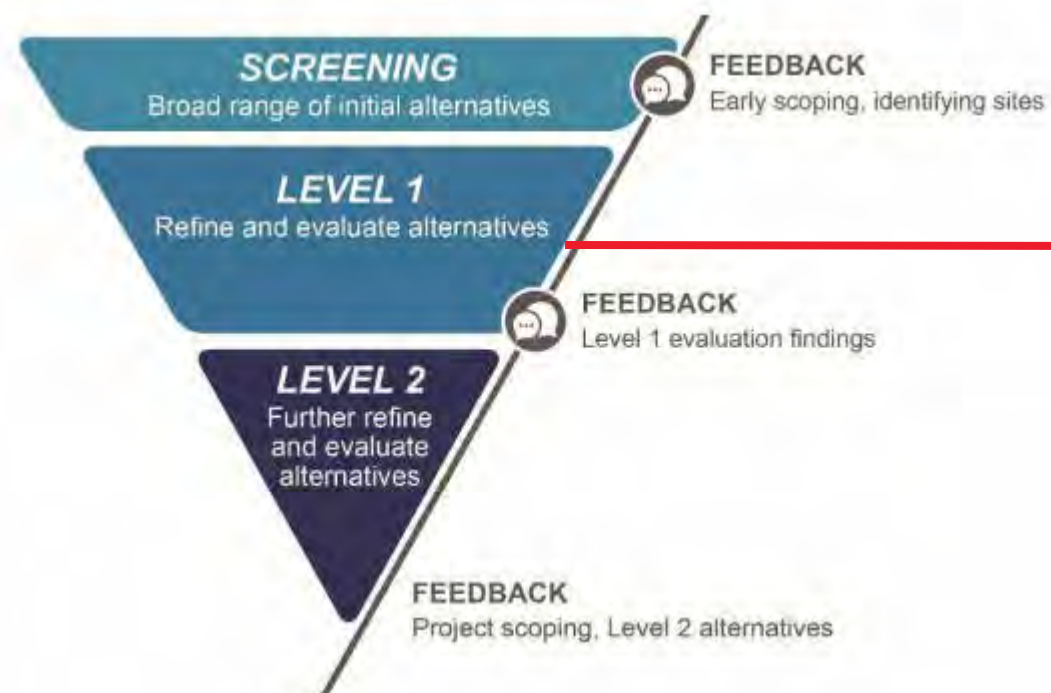 SCREENING
Broad range of initial alternatives
FEEDBACK
Early scoping, identifying sites
LEVEL 1
Refine and evaluate alternatives
FEEDBACK
Level 1 evaluation findings
LEVEL 2
Further refine
and evaluate
alternatives
FEEDBACK
Project scoping, Level 2 alternatives